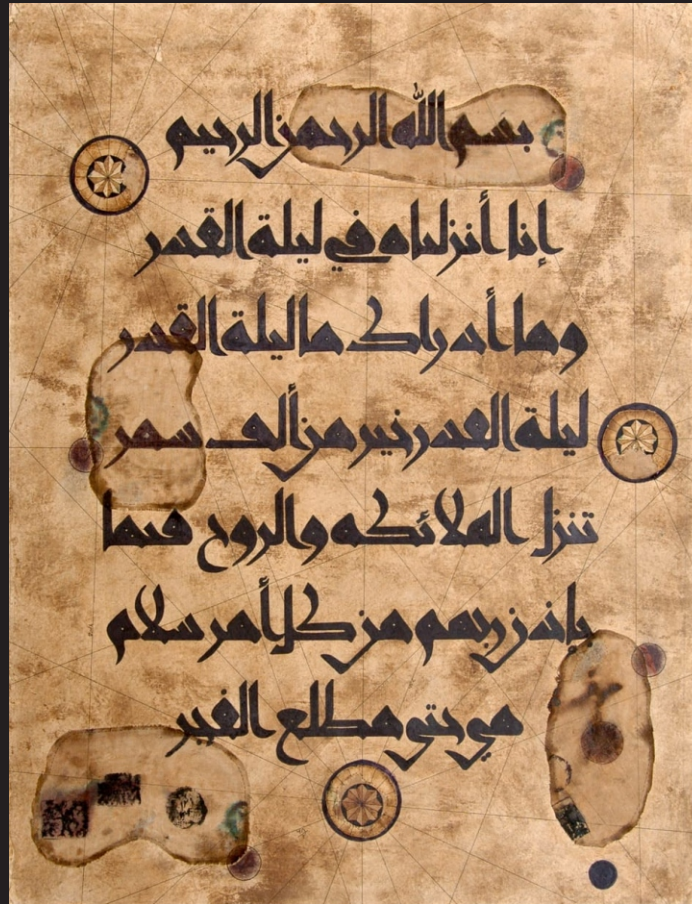 بسم الله الرحمن الرحيم
إنا أنزلناه في ليلة القدر
وما أدراك ما ليلة القدر
ليلة القدر خير من ألف شهر
تنزل الملائكه والروح فيها
بإذن ربهم من كل أمر سلام
هي حتى مطلع الفجر